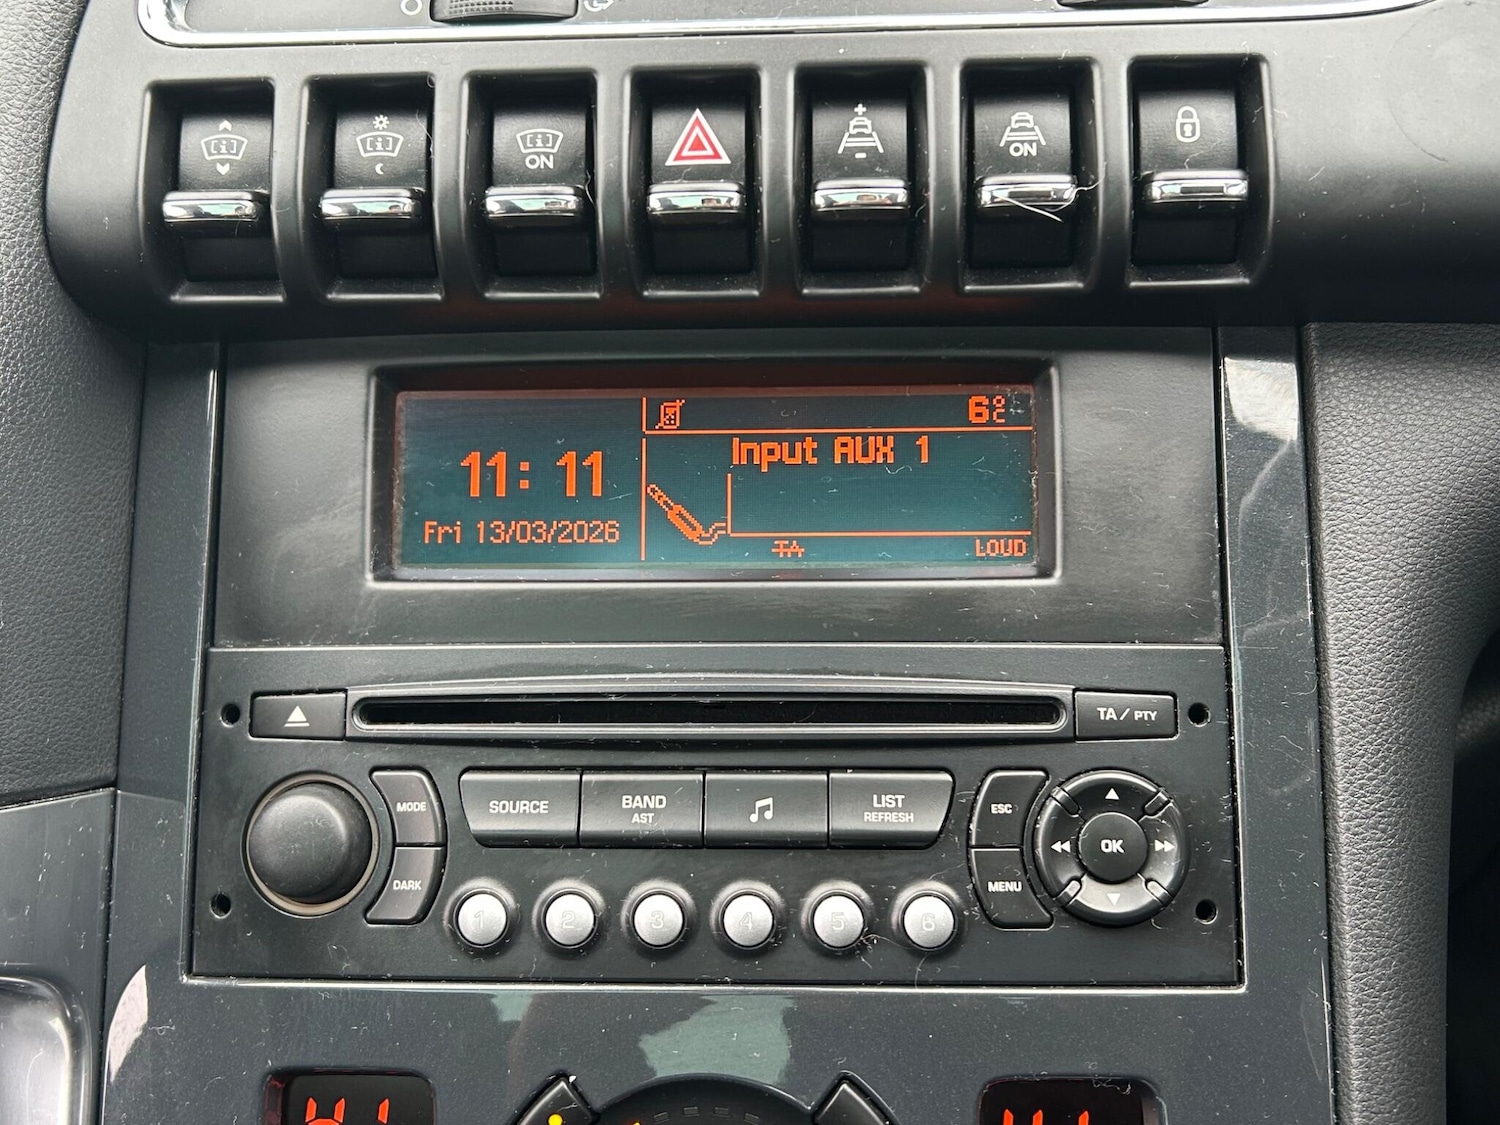 ON
+
-
ON
6°C
Input AUX 1
11:11
Fri 13/03/2026
TA
LOUD
TA/PTY
MODE
SOURCE
BAND
AST
LIST
REFRESH
ESC
OK
DARK
MENU
1 2 3 4 5 6